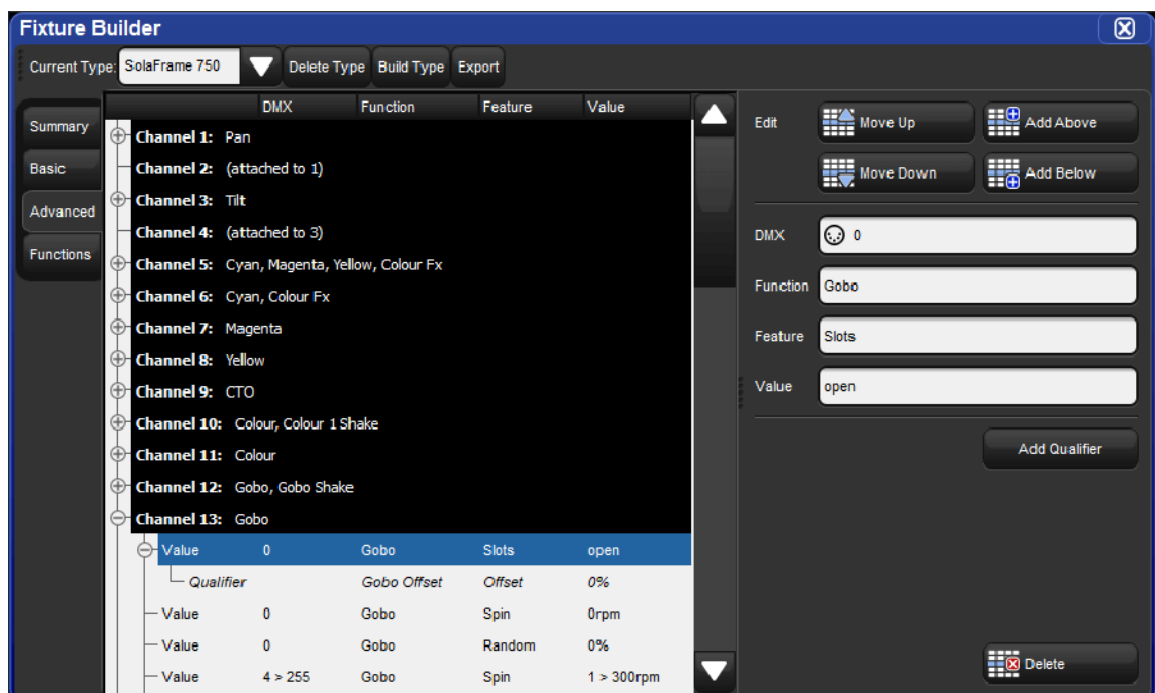 Fixture Builder
Current Type: SolaFrame 750 Delete Type Build Type Export
Summary
Basic
Advanced
Functions
DMX Function Feature Value
Channel 1: Pan
Channel 2: (attached to 1)
Channel 3: Tilt
Channel 4: (attached to 3)
Channel 5: Cyan, Magenta, Yellow, Colour Fx
Channel 6: Cyan, Colour Fx
Channel 7: Magenta
Channel 8: Yellow
Channel 9: CTO
Channel 10: Colour, Colour 1 Shake
Channel 11: Colour
Channel 12: Gobo, Gobo Shake
Channel 13: Gobo
Value 0 Gobo Slots open
Qualifier Gobo Offset Offset 0%
Value 0 Gobo Spin 0rpm
Value 0 Gobo Random 0%
Value 4 > 255 Gobo Spin 1 > 300rpm
Edit Move Up Add Above
Move Down Add Below
DMX 0
Function Gobo
Feature Slots
Value open
Add Qualifier
Delete